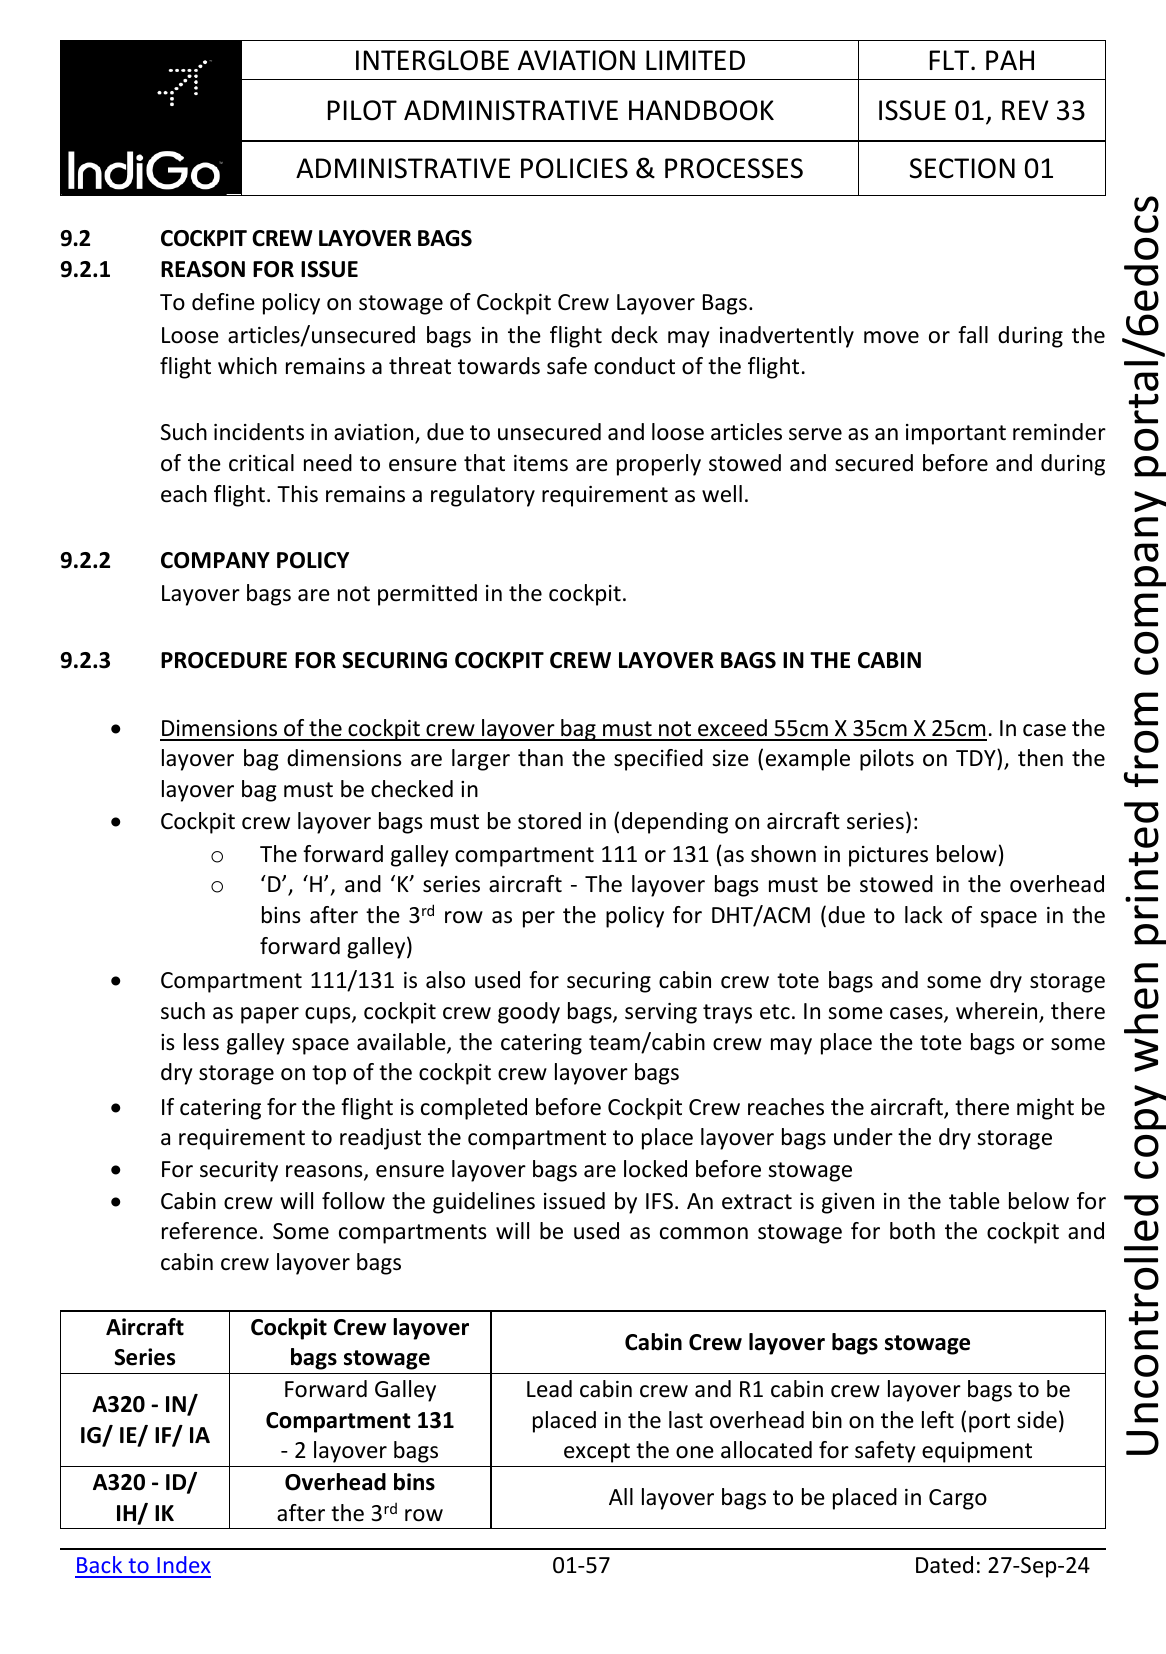 IndiGo
INTERGLOBE AVIATION LIMITED
FLT. PAH
PILOT ADMINISTRATIVE HANDBOOK
ISSUE 01, REV 33
ADMINISTRATIVE POLICIES & PROCESSES
SECTION 01
9.2 COCKPIT CREW LAYOVER BAGS
9.2.1 REASON FOR ISSUE
To define policy on stowage of Cockpit Crew Layover Bags.
Loose articles/unsecured bags in the flight deck may inadvertently move or fall during the
flight which remains a threat towards safe conduct of the flight.
Such incidents in aviation, due to unsecured and loose articles serve as an important reminder
of the critical need to ensure that items are properly stowed and secured before and during
each flight. This remains a regulatory requirement as well.
9.2.2 COMPANY POLICY
Layover bags are not permitted in the cockpit.
9.2.3 PROCEDURE FOR SECURING COCKPIT CREW LAYOVER BAGS IN THE CABIN
• Dimensions of the cockpit crew layover bag must not exceed 55cm X 35cm X 25cm. In case the
layover bag dimensions are larger than the specified size (example pilots on TDY), then the
layover bag must be checked in
• Cockpit crew layover bags must be stored in (depending on aircraft series):
o The forward galley compartment 111 or 131 (as shown in pictures below)
o ‘D’, ‘H’, and ‘K’ series aircraft - The layover bags must be stowed in the overhead
bins after the 3rd row as per the policy for DHT/ACM (due to lack of space in the
forward galley)
• Compartment 111/131 is also used for securing cabin crew tote bags and some dry storage
such as paper cups, cockpit crew goody bags, serving trays etc. In some cases, wherein, there
is less galley space available, the catering team/cabin crew may place the tote bags or some
dry storage on top of the cockpit crew layover bags
• If catering for the flight is completed before Cockpit Crew reaches the aircraft, there might be
a requirement to readjust the compartment to place layover bags under the dry storage
• For security reasons, ensure layover bags are locked before stowage
• Cabin crew will follow the guidelines issued by IFS. An extract is given in the table below for
reference. Some compartments will be used as common stowage for both the cockpit and
cabin crew layover bags
Aircraft
Series
Cockpit Crew layover
bags stowage
Cabin Crew layover bags stowage
A320 - IN/
IG/ IE/ IF/ IA
Forward Galley
Compartment 131
- 2 layover bags
Lead cabin crew and R1 cabin crew layover bags to be
placed in the last overhead bin on the left (port side)
except the one allocated for safety equipment
A320 - ID/
IH/ IK
Overhead bins
after the 3rd row
All layover bags to be placed in Cargo
Back to Index
01-57
Dated: 27-Sep-24
Uncontrolled copy when printed from company portal/6edocs